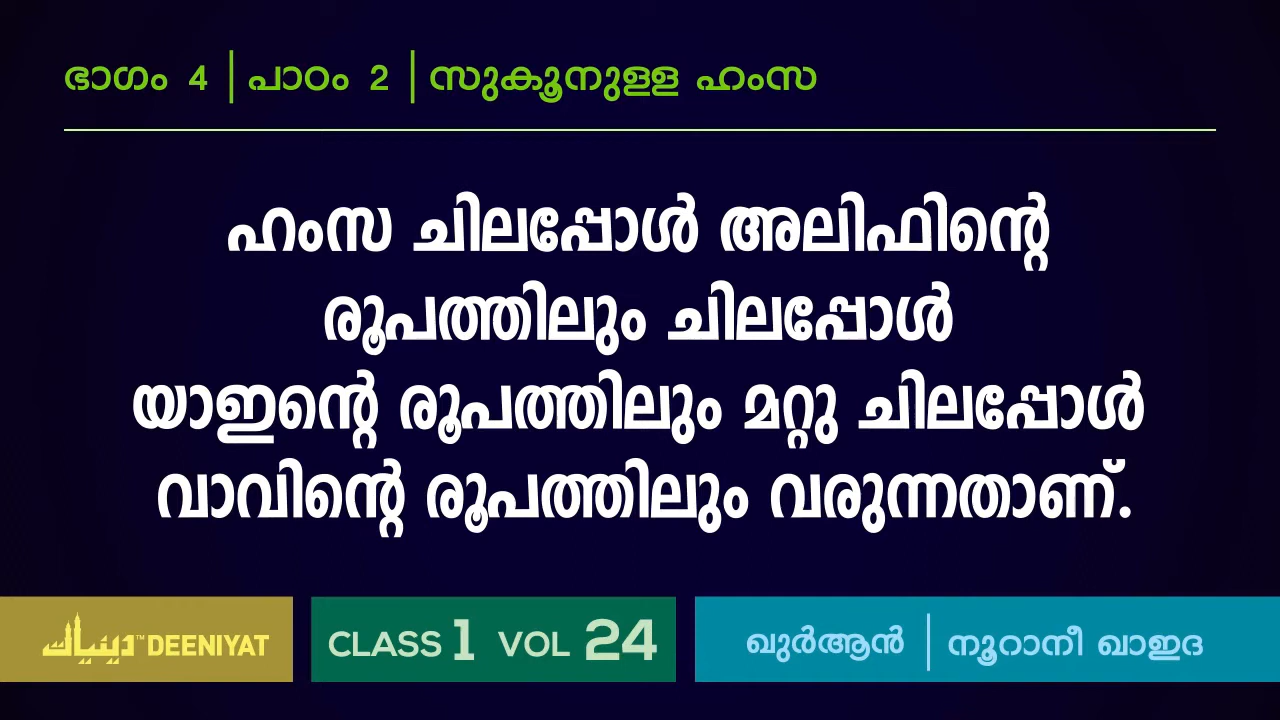 ഭാഗം 4 | പാഠം 2 | സുകൂനുള്ള ഹംസ
ഹംസ ചിലപ്പോൾ അലിഫിന്റെ
രൂപത്തിലും ചിലപ്പോൾ
യാഇന്റെ രൂപത്തിലും മറ്റു ചിലപ്പോൾ
വാവിന്റെ രൂപത്തിലും വരുന്നതാണ്.
دينيات™ DEENIYAT
CLASS 1 VOL 24
ഖുർആൻ | നൂറാനീ ഖാഇദ